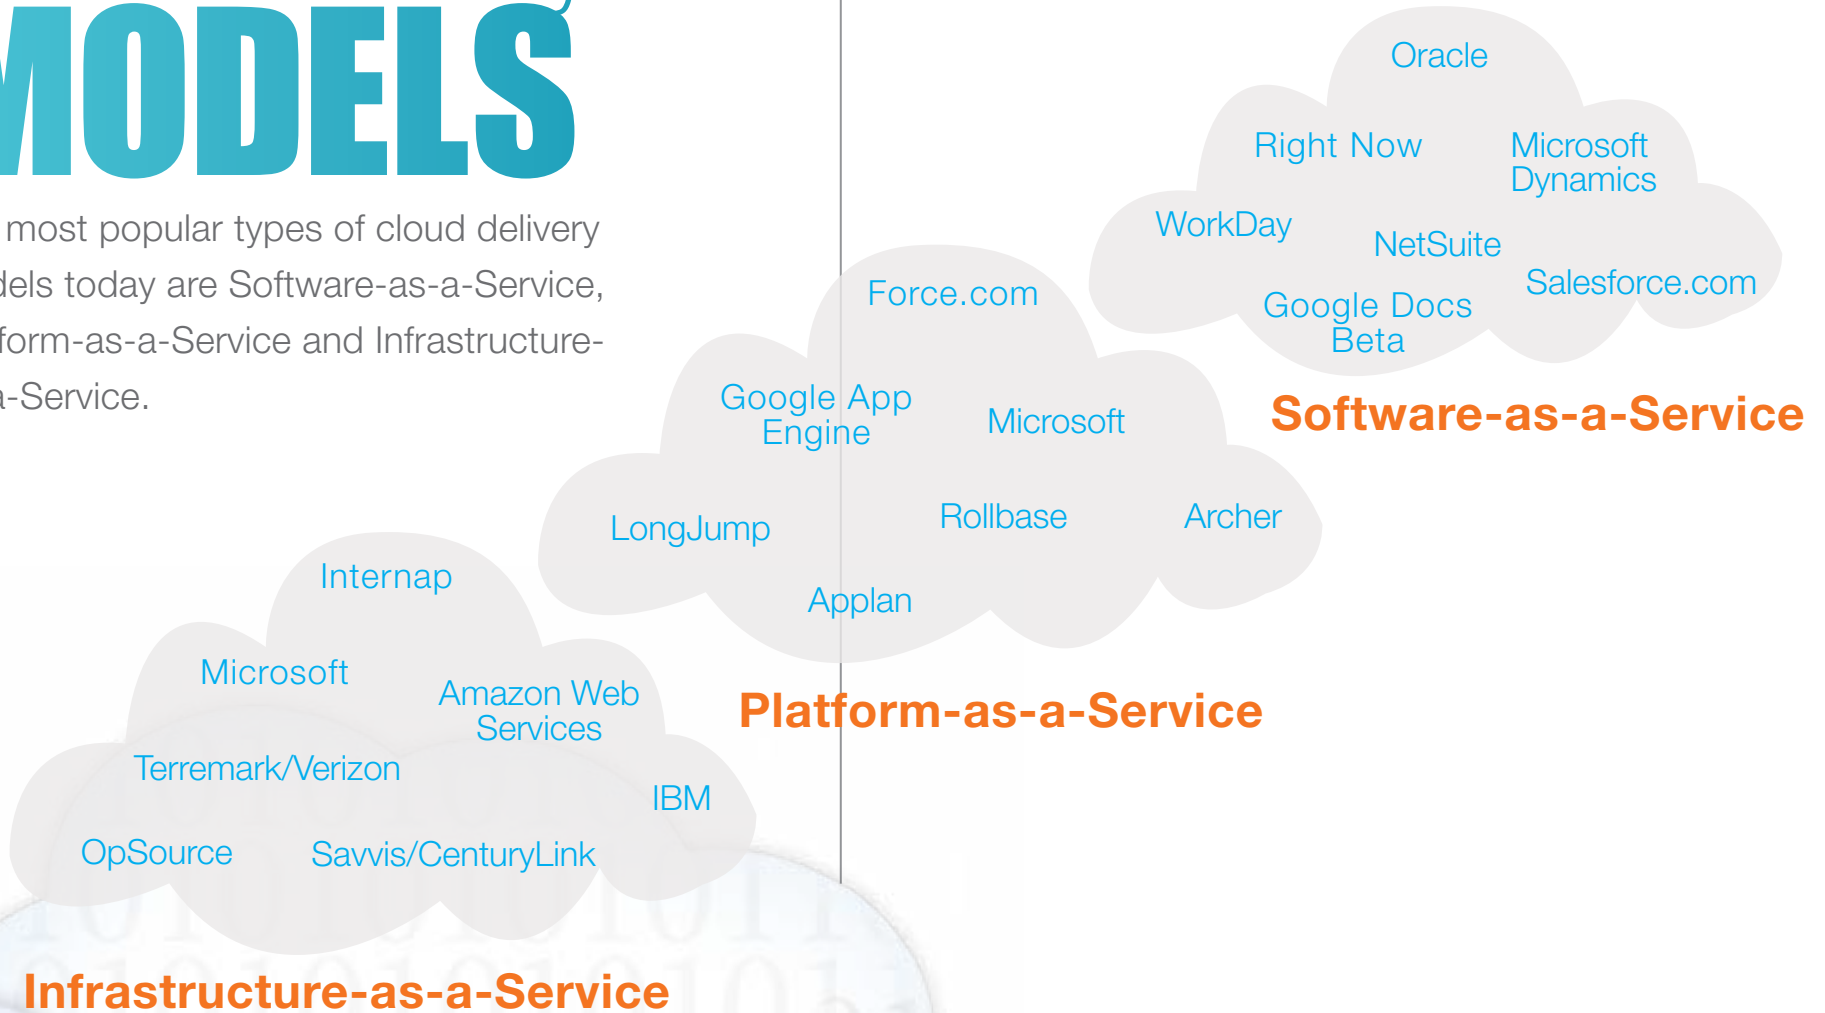 MODELS
most popular types of cloud delivery
dels today are Software-as-a-Service,
form-as-a-Service and Infrastructure-
a-Service.
Oracle
Right Now
Microsoft
Dynamics
WorkDay
NetSuite
Salesforce.com
Google Docs
Beta
Software-as-a-Service
Force.com
Google App
Engine
Microsoft
LongJump
Rollbase
Archer
Applan
Platform-as-a-Service
Internap
Microsoft
Amazon Web
Services
Terremark/Verizon
IBM
OpSource
Savvis/CenturyLink
Infrastructure-as-a-Service